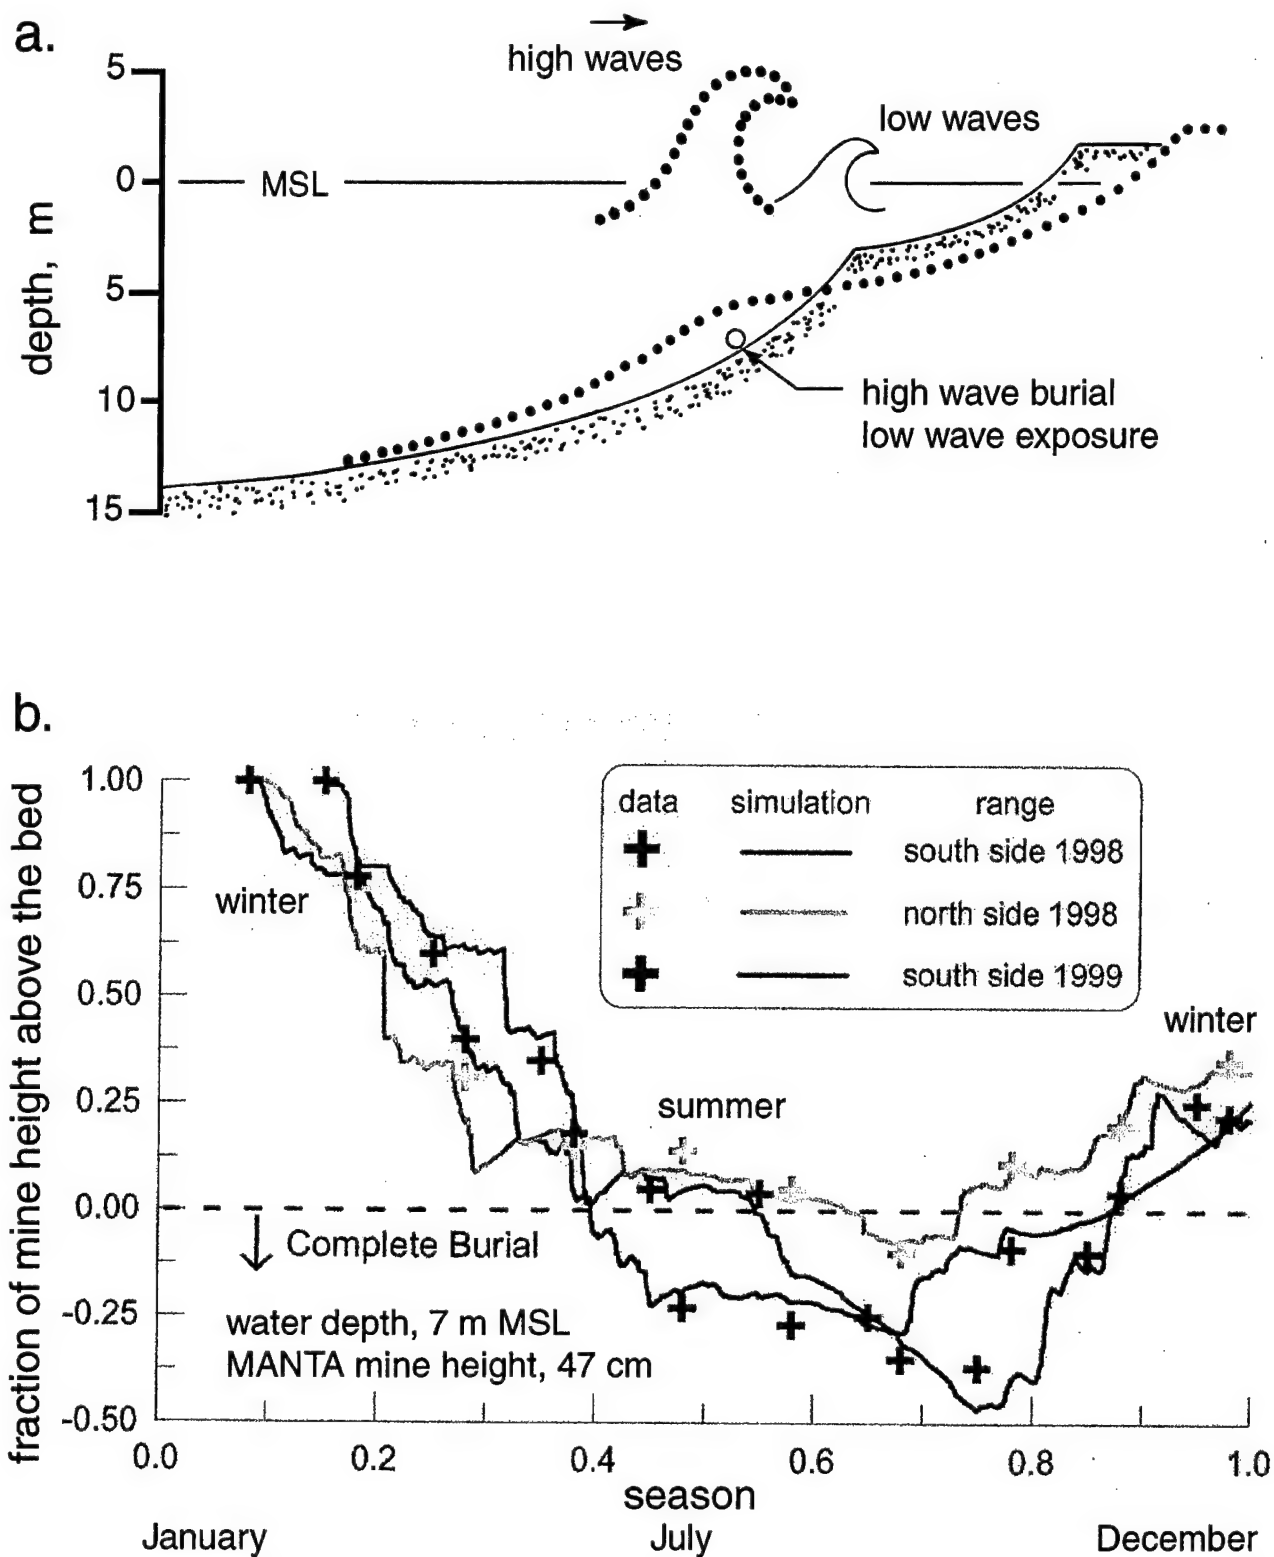 a.
high waves
low waves
5
0
MSL
5
10
15
depth, m
high wave burial
low wave exposure
b.
fraction of mine height above the bed
1.00
0.75
0.50
0.25
0.00
-0.25
-0.50
data simulation range
south side 1998
north side 1998
south side 1999
winter
summer
winter
Complete Burial
water depth, 7 m MSL
MANTA mine height, 47 cm
0.0 0.2 0.4 0.6 0.8 1.0
season
January July December